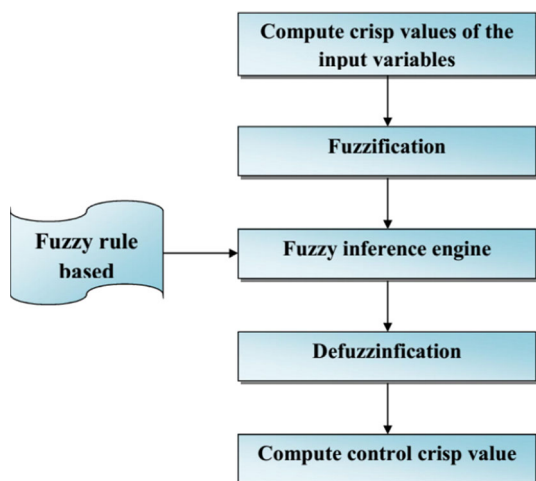 Compute crisp values of the
input variables
Fuzzification
Fuzzy rule
based
Fuzzy inference engine
Defuzzinfication
Compute control crisp value